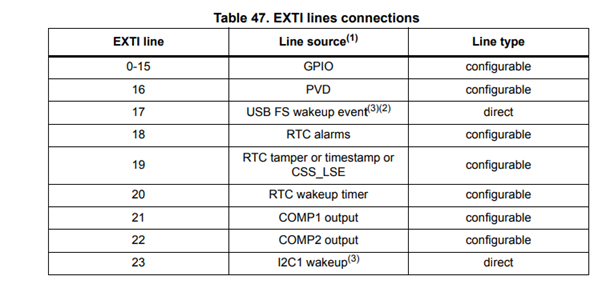 Table 47. EXTI lines connections
EXTI line Line source(1) Line type
0-15 GPIO configurable
16 PVD configurable
17 USB FS wakeup event(3)(2) direct
18 RTC alarms configurable
19 RTC tamper or timestamp or
CSS_LSE configurable
20 RTC wakeup timer configurable
21 COMP1 output configurable
22 COMP2 output configurable
23 I2C1 wakeup(3) direct